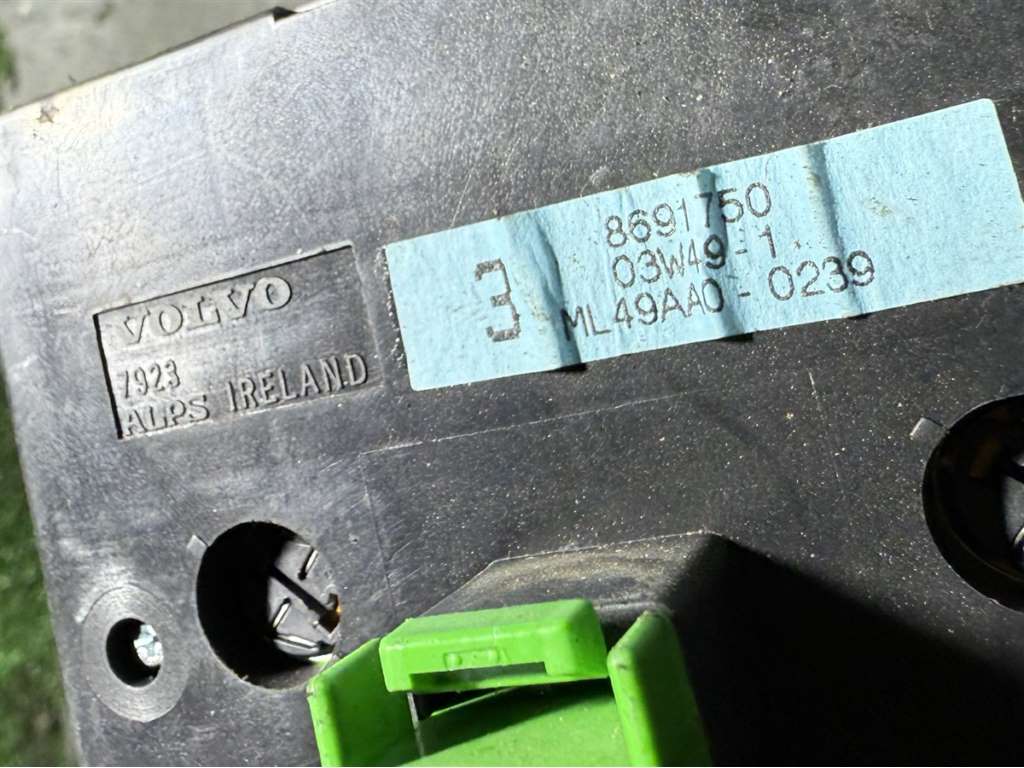 VOLVO
7923
ALPS IRELAND
3
8691750
03W49-1
ML49AA0-0239